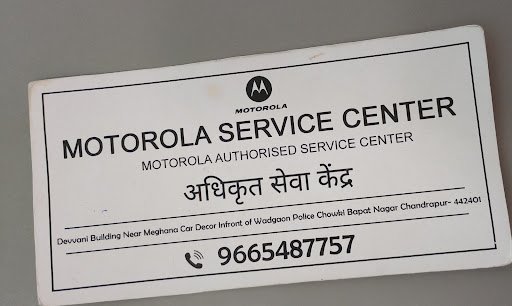 MOTOROLA
MOTOROLA SERVICE CENTER
MOTOROLA AUTHORISED SERVICE CENTER
अधिकृत सेवा केंद्र
Devvani Building Near Meghana Car Decor Infront of Wadgaon Police Chowki Bapat Nagar Chandrapur- 442401
9665487757